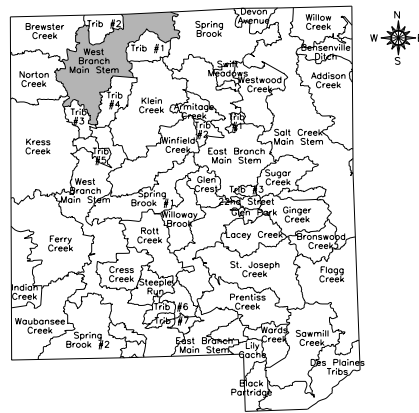 N
W
E
S
Brewster
Creek
Trib #2
Spring
Brook
Devon
Avenue
Willow
Creek
West
Branch
Main Stem
Trib #1
Bensenville
Ditch
Norton
Creek
Swift
Meadows
Westwood
Creek
Addison
Creek
Trib
#4
Klein
Creek
Armitage
Creek
Trib
#3
Trib
#2
Trib
#1
Kress
Creek
Winfield
Creek
Salt Creek
Main Stem
Trib
#5
East Branch
Main Stem
West
Branch
Main Stem
Glen
Crest
Sugar
Creek
Trib #3
Spring
Brook #1
22nd Street
Glen Park
Ginger
Creek
Willoway
Brook
Ferry
Creek
Rott
Creek
Lacey Creek
Bronswood
Creek
Cress
Creek
St. Joseph
Creek
Flagg
Creek
Steeple
Run
Indian
Creek
Prentiss
Creek
Trib #6
Trib #7
Waubansee
Creek
Spring
Brook #2
East Branch
Main Stem
Wards
Creek
Sawmill
Creek
Lily
Cache
Des Plaines
Tribs
Black
Partridge